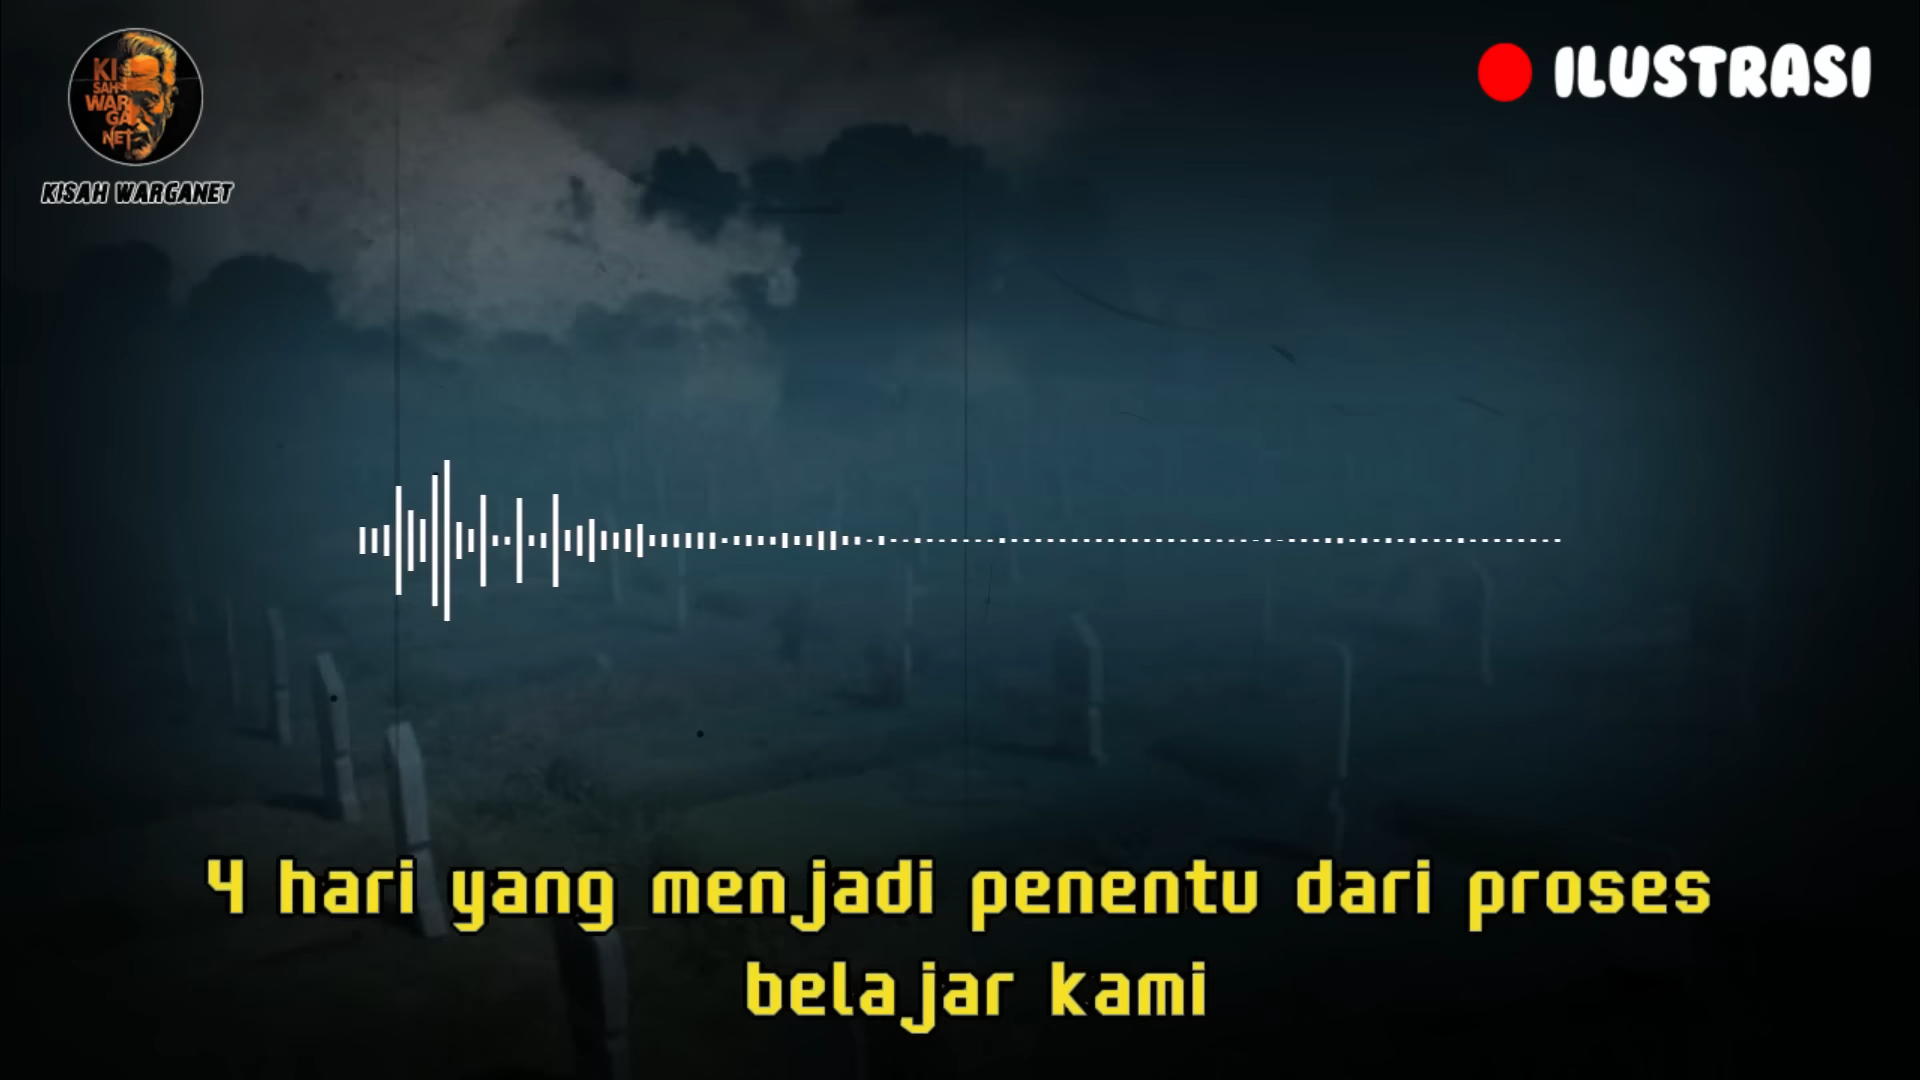 KI
SAH
WAR
GA
NET
KISAH WARGANET
ILUSTRASI
4 hari yang menjadi penentu dari proses
belajar kami